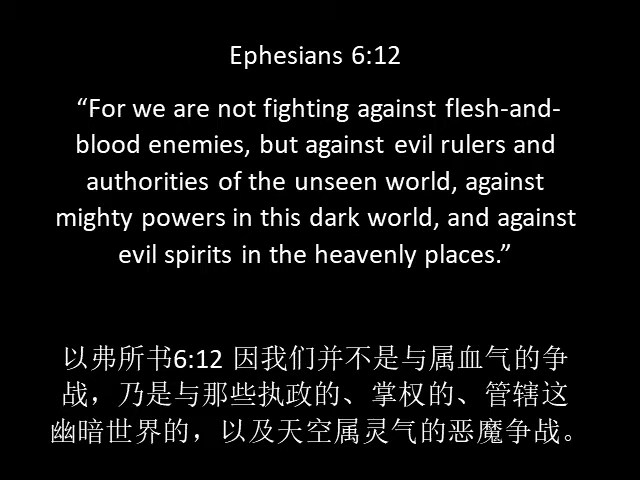 Ephesians 6:12
“For we are not fighting against flesh-and-
blood enemies, but against evil rulers and
authorities of the unseen world, against
mighty powers in this dark world, and against
evil spirits in the heavenly places.”
以弗所书6:12 因我们并不是与属血气的争
战，乃是与那些执政的、掌权的、管辖这
幽暗世界的，以及天空属灵气的恶魔争战。